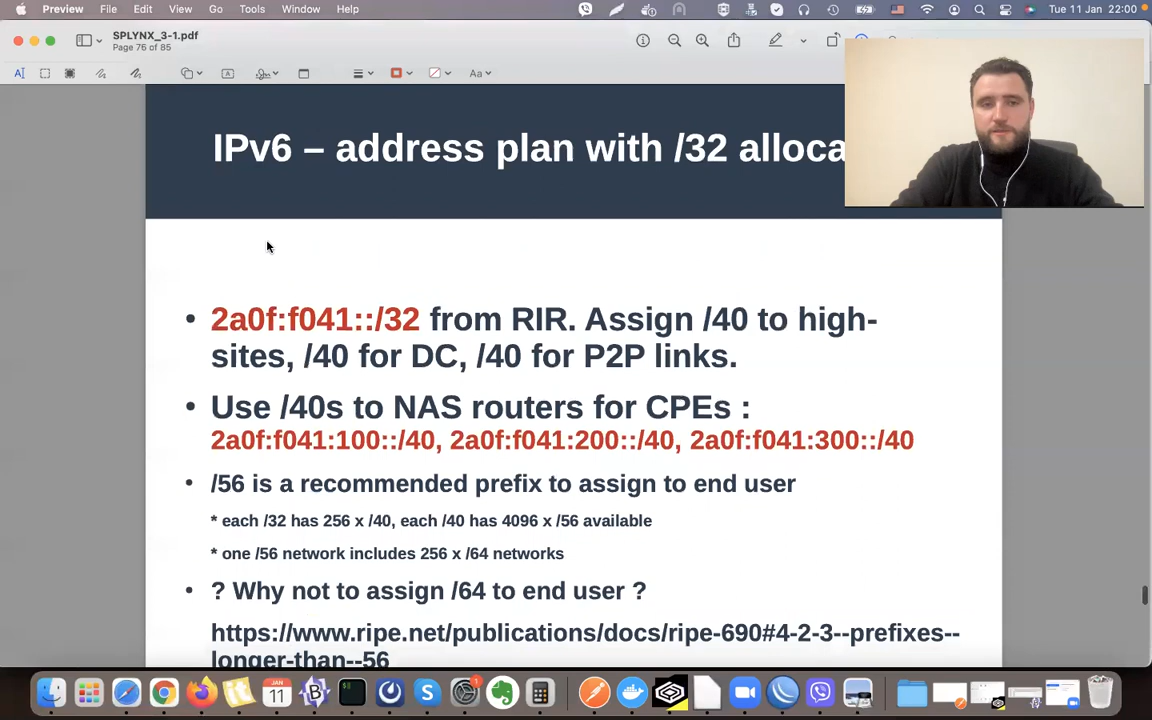 Preview File Edit View Go Tools Window Help Tue 11 Jan 22:00
SPLYNX_3-1.pdf
Page 76 of 85
IPv6 – address plan with /32 alloca
• 2a0f:f041::/32 from RIR. Assign /40 to high-
sites, /40 for DC, /40 for P2P links.
• Use /40s to NAS routers for CPEs :
2a0f:f041:100::/40, 2a0f:f041:200::/40, 2a0f:f041:300::/40
• /56 is a recommended prefix to assign to end user
* each /32 has 256 x /40, each /40 has 4096 x /56 available
* one /56 network includes 256 x /64 networks
• ? Why not to assign /64 to end user ?
https://www.ripe.net/publications/docs/ripe-690#4-2-3--prefixes--
longer-than--56
JAN
11